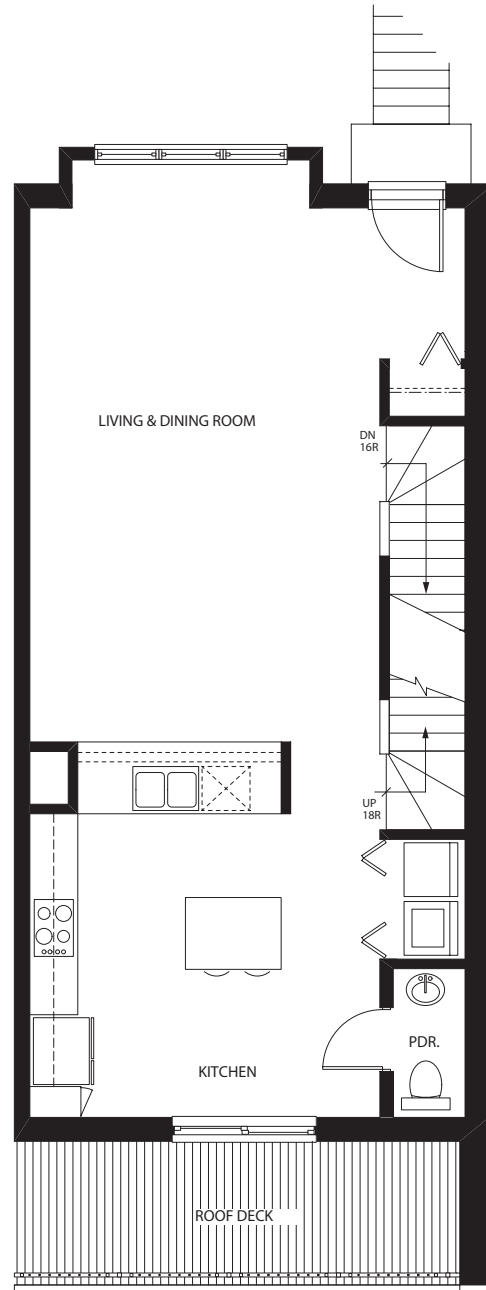 LIVING & DINING ROOM
DN
16R
UP
18R
PDR.
KITCHEN
ROOF DECK